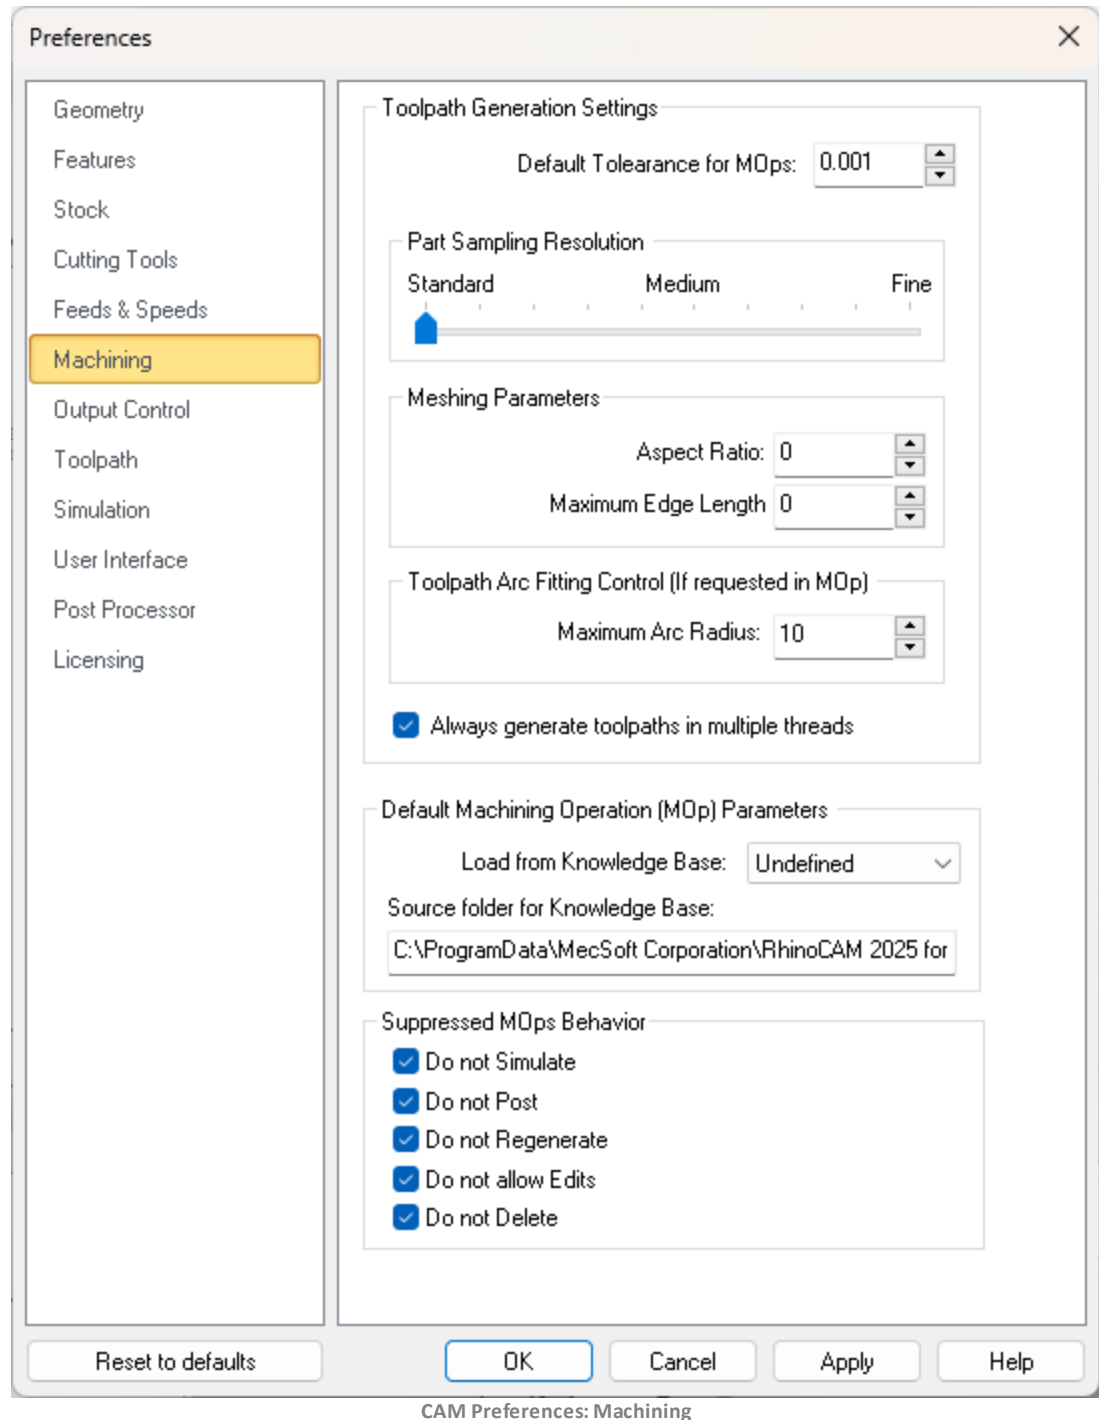 Preferences
Geometry
Features
Stock
Cutting Tools
Feeds & Speeds
Machining
Output Control
Toolpath
Simulation
User Interface
Post Processor
Licensing
Toolpath Generation Settings
Default Tolearance for MOps: 0.001
Part Sampling Resolution
Standard Medium Fine
Meshing Parameters
Aspect Ratio: 0
Maximum Edge Length 0
Toolpath Arc Fitting Control (If requested in MOp)
Maximum Arc Radius: 10
Always generate toolpaths in multiple threads
Default Machining Operation (MOp) Parameters
Load from Knowledge Base: Undefined
Source folder for Knowledge Base:
C:\ProgramData\MecSoft Corporation\RhinoCAM 2025 for
Suppressed MOps Behavior
Do not Simulate
Do not Post
Do not Regenerate
Do not allow Edits
Do not Delete
Reset to defaults OK Cancel Apply Help
CAM Preferences: Machining